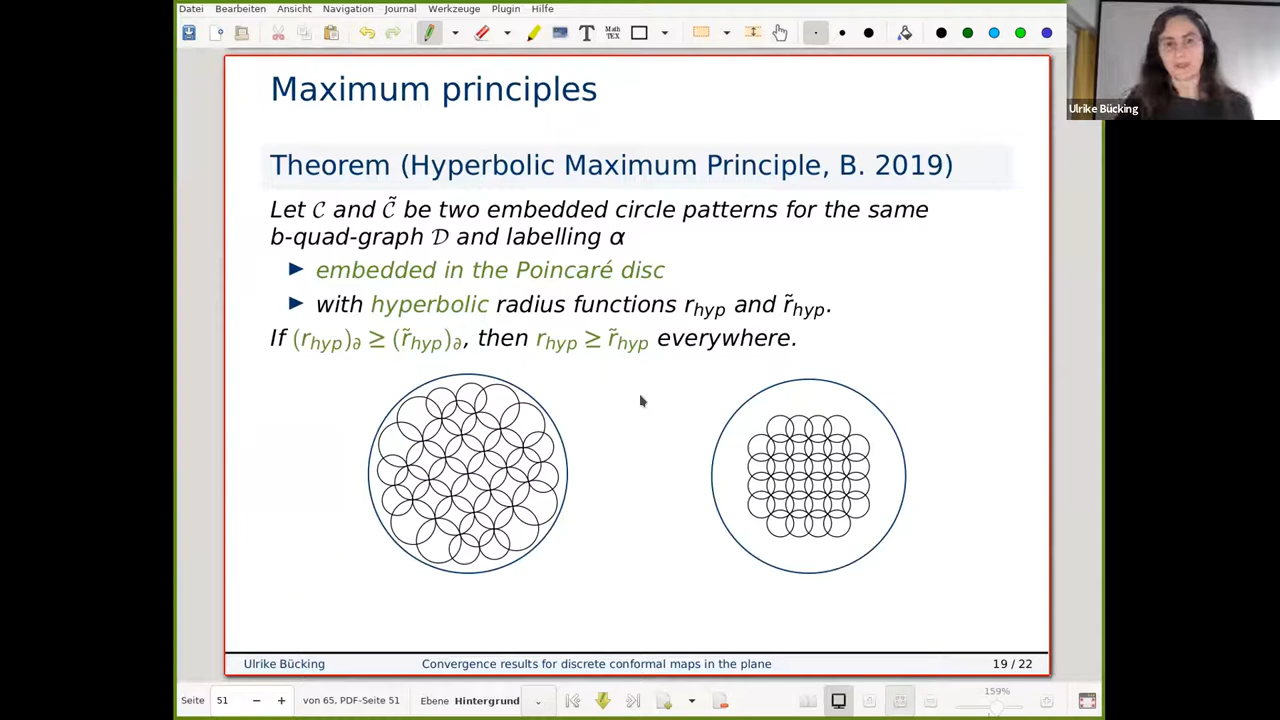 Datei Bearbeiten Ansicht Navigation Journal Werkzeuge Plugin Hilfe
T Math TEX
Ulrike Bücking
Maximum principles
Theorem (Hyperbolic Maximum Principle, B. 2019)
Let 𝒞 and 𝒞̃ be two embedded circle patterns for the same
b-quad-graph 𝒟 and labelling α
► embedded in the Poincaré disc
► with hyperbolic radius functions r_hyp and r̃_hyp.
If (r_hyp)_∂ ≥ (r̃_hyp)_∂, then r_hyp ≥ r̃_hyp everywhere.
Ulrike Bücking Convergence results for discrete conformal maps in the plane 19 / 22
Seite 51 − + von 65, PDF-Seite 51 Ebene Hintergrund 159%